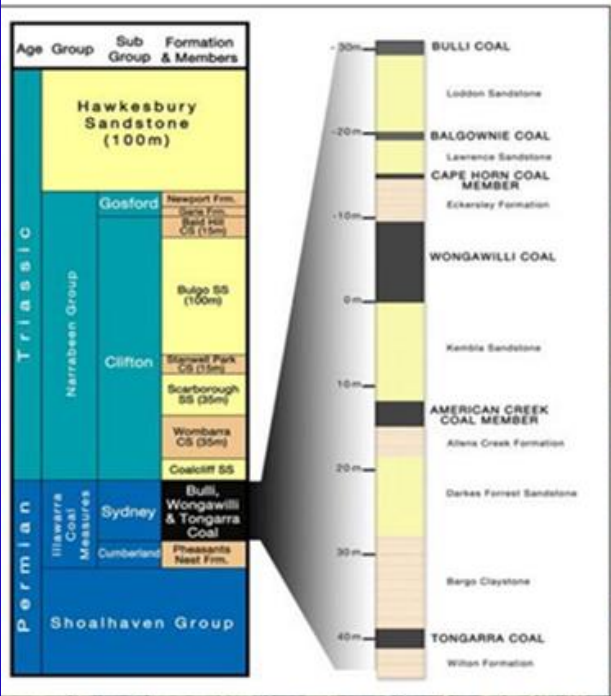 Age
Group
Sub
Group
Formation
& Members
Triassic
Hawkesbury
Sandstone
(100m)
Narrabeen Group
Gosford
Newport Frm.
Garie Frm.
Bald Hill
CS (15m)
Clifton
Bulgo SS
(100m)
Stanwell Park
CS (15m)
Scarborough
SS (35m)
Wombarra
CS (35m)
Coalcliff SS
Permian
Illawarra
Coal
Measures
Sydney
Bulli,
Wongawilli
& Tongarra
Coal
Cumberland
Pheasants
Nest Frm.
Shoalhaven Group
-30m
BULLI COAL
Loddon Sandstone
-20m
BALGOWNIE COAL
Lawrence Sandstone
CAPE HORN COAL
MEMBER
Eckersley Formation
-10m
WONGAWILLI COAL
0m
Kembla Sandstone
10m
AMERICAN CREEK
COAL MEMBER
Allens Creek Formation
20m
Darkes Forrest Sandstone
30m
Bargo Claystone
40m
TONGARRA COAL
Wilton Formation